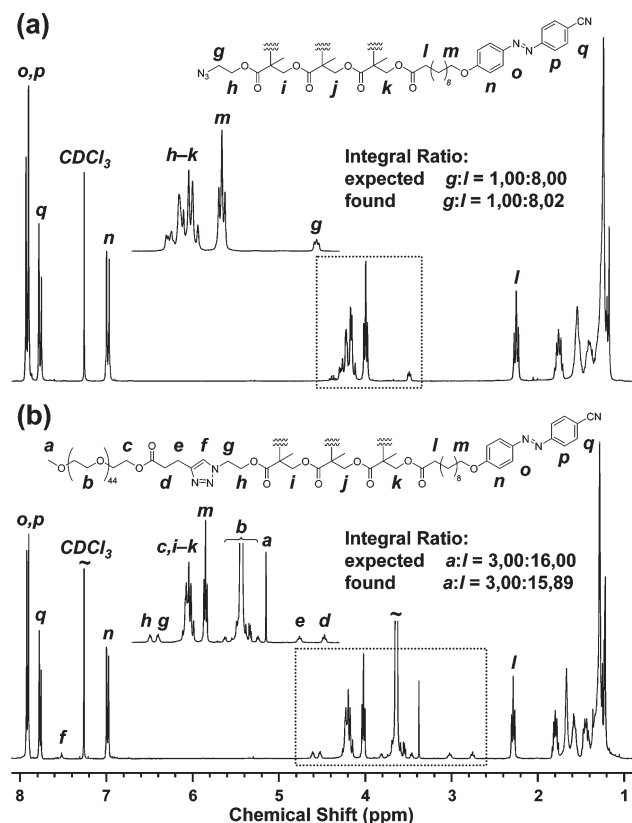 (a)
CN
g
l
m
N
N
q
N₃
h
O
O
i
O
O
j
O
O
k
O
O
8
O
n
o
p
o,p
CDCl₃
q
n
h–k
m
g
Integral Ratio:
expected g:l = 1,00:8,00
found g:l = 1,00:8,02
l
(b)
CN
a
c
e
f
g
l
m
N
N
q
O
b
O
44
O
O
d
N=N
N
h
O
O
i
O
O
j
O
O
k
O
O
8
O
n
o
p
o,p
CDCl₃
~
q
f
n
h
g
c,i–k
m
b
a
e
d
Integral Ratio:
expected a:l = 3,00:16,00
found a:l = 3,00:15,89
~
l
8 7 6 5 4 3 2 1
Chemical Shift (ppm)